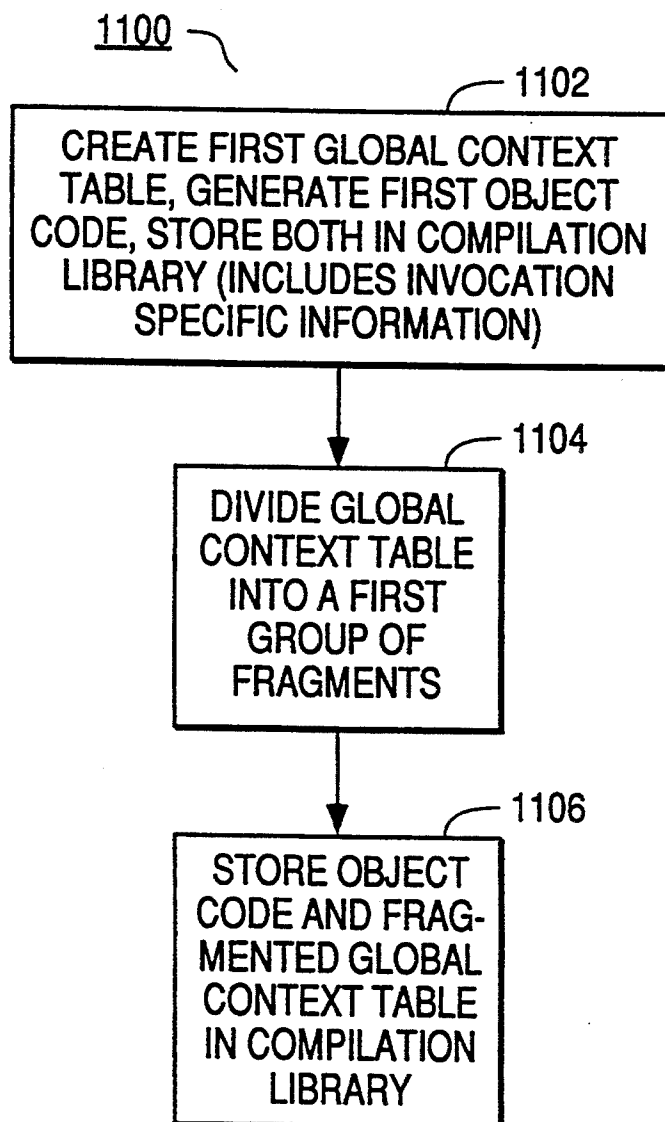 1100
1102
CREATE FIRST GLOBAL CONTEXT
TABLE, GENERATE FIRST OBJECT
CODE, STORE BOTH IN COMPILATION
LIBRARY (INCLUDES INVOCATION
SPECIFIC INFORMATION)
1104
DIVIDE GLOBAL
CONTEXT TABLE
INTO A FIRST
GROUP OF
FRAGMENTS
1106
STORE OBJECT
CODE AND FRAG-
MENTED GLOBAL
CONTEXT TABLE
IN COMPILATION
LIBRARY